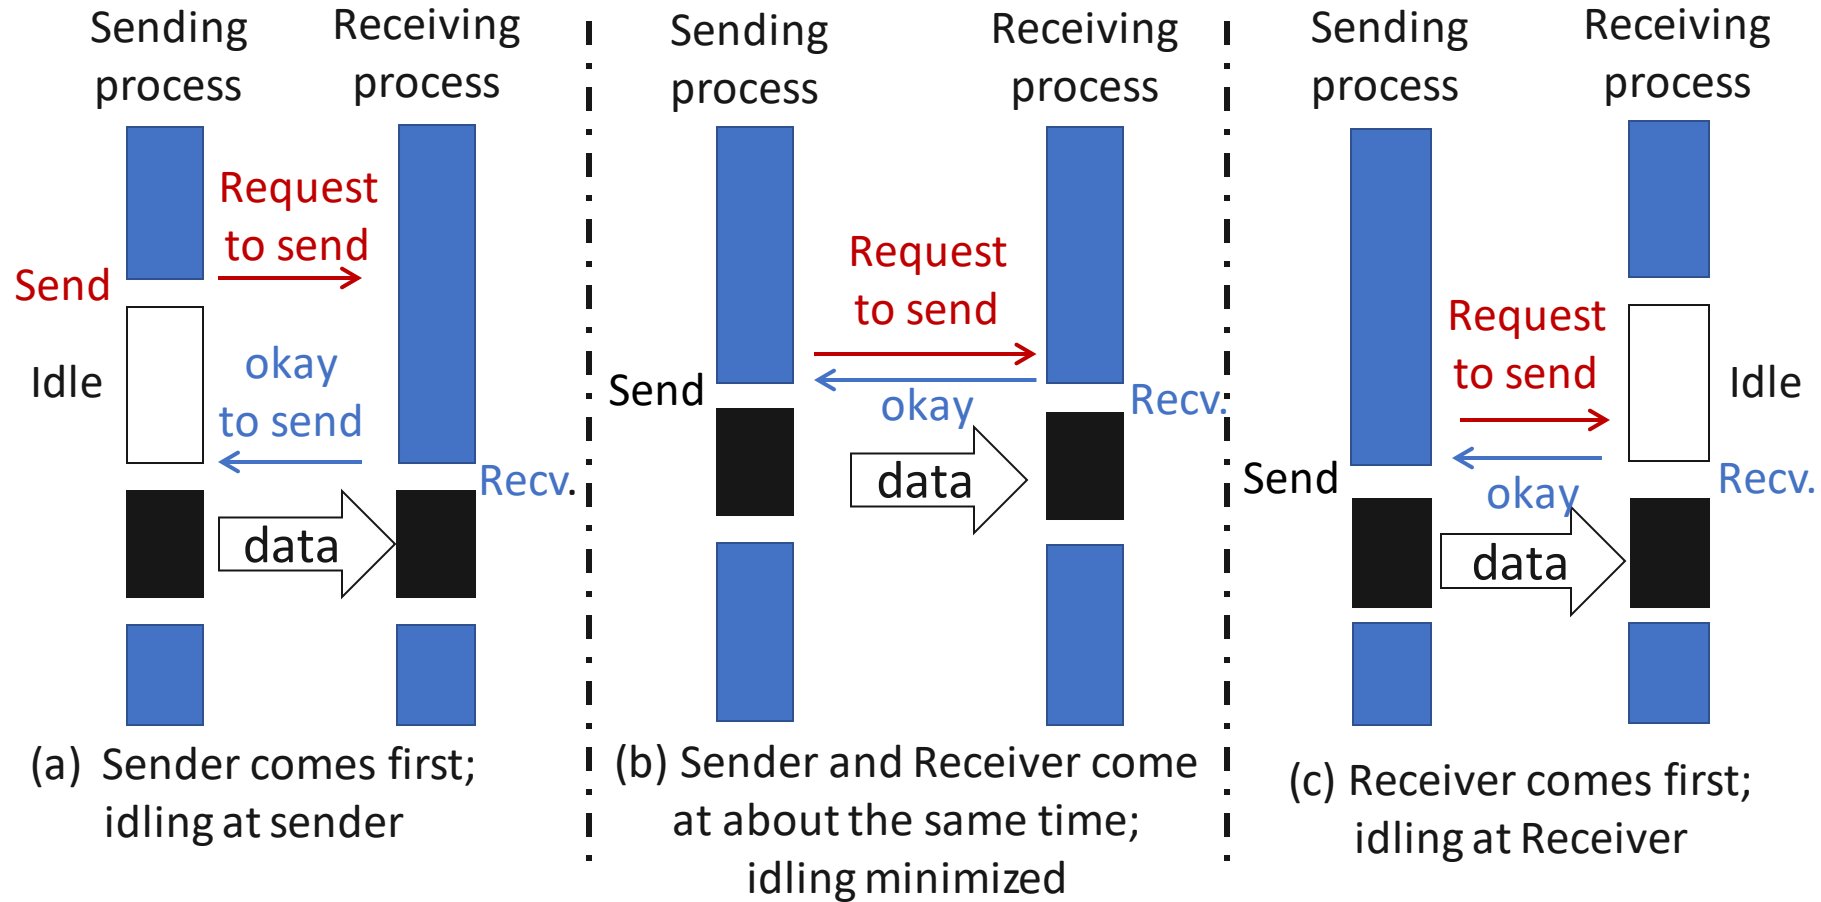 Sending
process
Receiving
process
Request
to send
Send
Idle
okay
to send
Recv.
data
(a) Sender comes first;
idling at sender
Sending
process
Receiving
process
Request
to send
Send
okay
Recv.
data
(b) Sender and Receiver come
at about the same time;
idling minimized
Sending
process
Receiving
process
Request
to send
Idle
Send
okay
Recv.
data
(c) Receiver comes first;
idling at Receiver